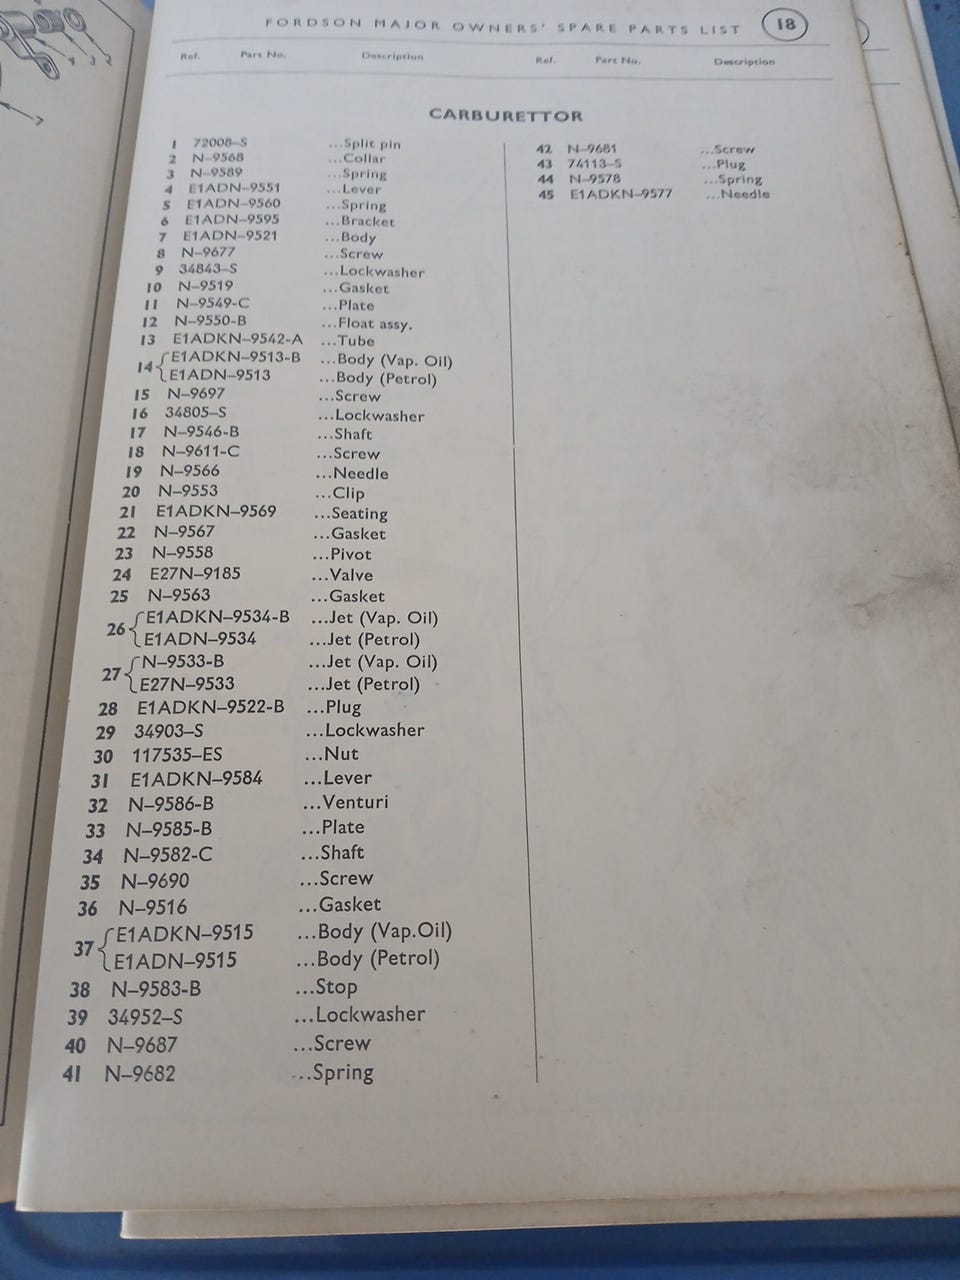 FORDSON MAJOR OWNERS' SPARE PARTS LIST 18
Ref. Part No. Description Ref. Part No. Description
CARBURETTOR
1 72008–S ...Split pin
2 N–9568 ...Collar
3 N–9589 ...Spring
4 E1ADN–9551 ...Lever
5 E1ADN–9560 ...Spring
6 E1ADN–9595 ...Bracket
7 E1ADN–9521 ...Body
8 N–9677 ...Screw
9 34843–S ...Lockwasher
10 N–9519 ...Gasket
11 N–9549-C ...Plate
12 N–9550-B ...Float assy.
13 E1ADKN–9542-A ...Tube
14 E1ADKN–9513-B ...Body (Vap. Oil)
E1ADN–9513 ...Body (Petrol)
15 N–9697 ...Screw
16 34805–S ...Lockwasher
17 N–9546-B ...Shaft
18 N–9611-C ...Screw
19 N–9566 ...Needle
20 N–9553 ...Clip
21 E1ADKN–9569 ...Seating
22 N–9567 ...Gasket
23 N–9558 ...Pivot
24 E27N–9185 ...Valve
25 N–9563 ...Gasket
26 E1ADKN–9534-B ...Jet (Vap. Oil)
E1ADN–9534 ...Jet (Petrol)
27 N–9533-B ...Jet (Vap. Oil)
E27N–9533 ...Jet (Petrol)
28 E1ADKN–9522-B ...Plug
29 34903–S ...Lockwasher
30 117535–ES ...Nut
31 E1ADKN–9584 ...Lever
32 N–9586-B ...Venturi
33 N–9585-B ...Plate
34 N–9582-C ...Shaft
35 N–9690 ...Screw
36 N–9516 ...Gasket
37 E1ADKN–9515 ...Body (Vap.Oil)
E1ADN–9515 ...Body (Petrol)
38 N–9583-B ...Stop
39 34952–S ...Lockwasher
40 N–9687 ...Screw
41 N–9682 ...Spring
42 N–9681 ...Screw
43 74113–S ...Plug
44 N–9578 ...Spring
45 E1ADKN–9577 ...Needle